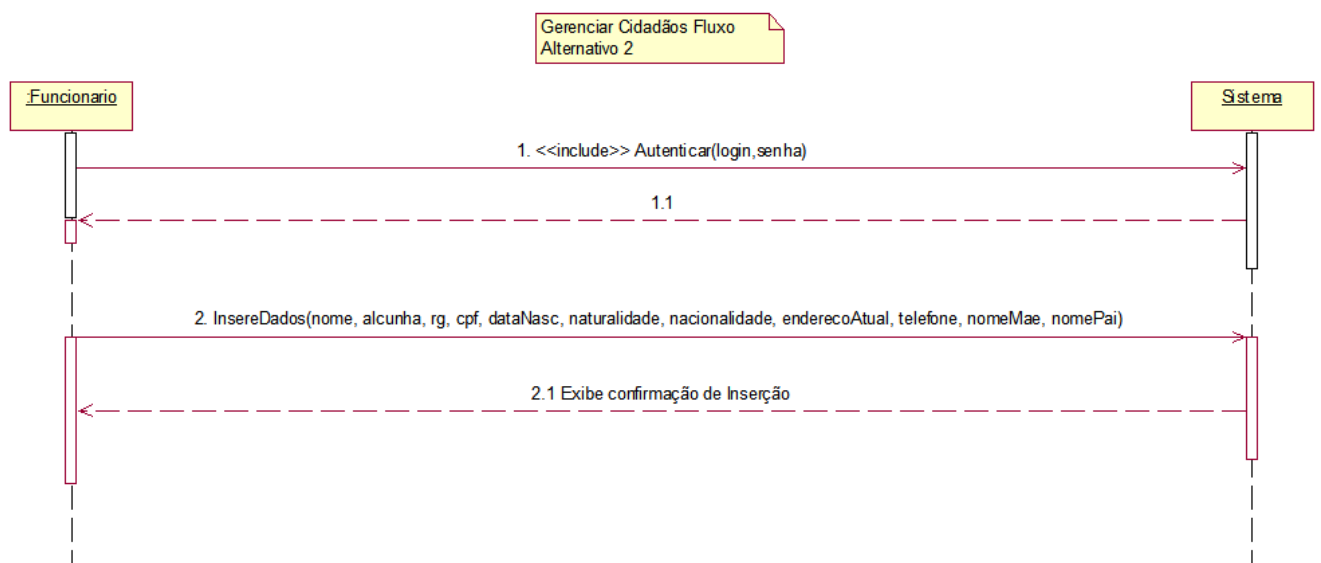 Gerenciar Cidadãos Fluxo
Alternativo 2
:Funcionario
Sistema
1. <<include>> Autenticar(login,senha)
1.1
2. InsereDados(nome, alcunha, rg, cpf, dataNasc, naturalidade, nacionalidade, enderecoAtual, telefone, nomeMae, nomePai)
2.1 Exibe confirmação de Inserção